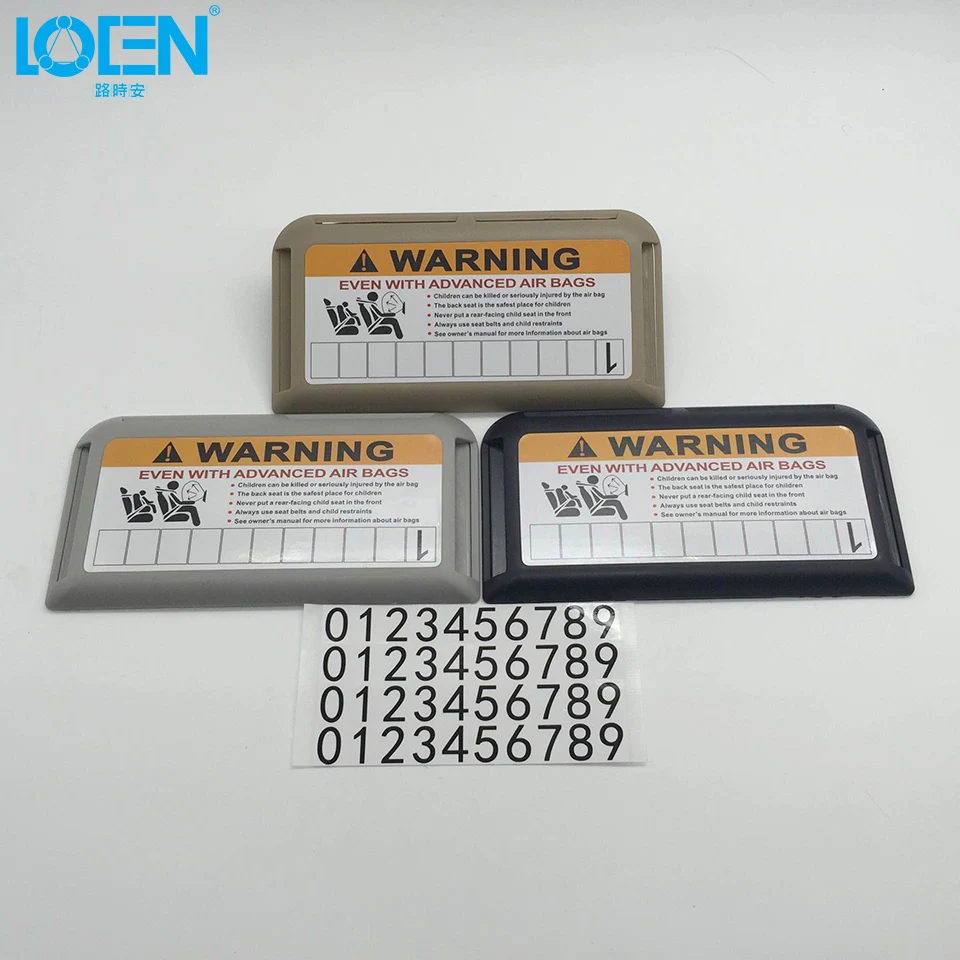 LOEN®
路時安
WARNING
EVEN WITH ADVANCED AIR BAGS
• Children can be killed or seriously injured by the air bag
• The back seat is the safest place for children
• Never put a rear-facing child seat in the front
• Always use seat belts and child restraints
• See owner's manual for more information about air bags
1
WARNING
EVEN WITH ADVANCED AIR BAGS
• Children can be killed or seriously injured by the air bag
• The back seat is the safest place for children
• Never put a rear-facing child seat in the front
• Always use seat belts and child restraints
• See owner's manual for more information about air bags
1
WARNING
EVEN WITH ADVANCED AIR BAGS
• Children can be killed or seriously injured by the air bag
• The back seat is the safest place for children
• Never put a rear-facing child seat in the front
• Always use seat belts and child restraints
• See owner's manual for more information about air bags
1
0123456789
0123456789
0123456789
0123456789